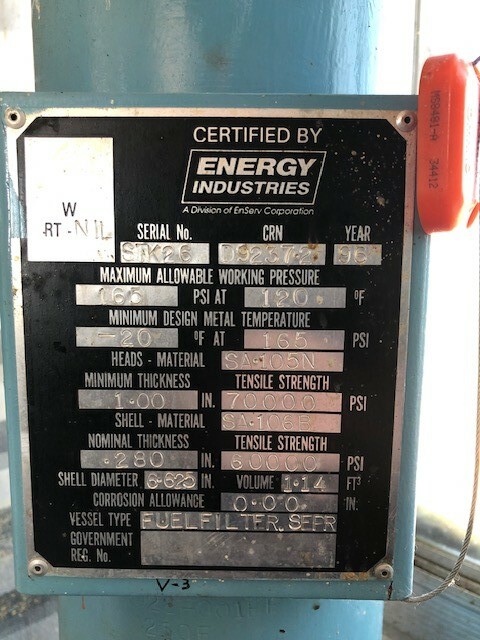 CERTIFIED BY
ENERGY
INDUSTRIES
A Division of EnServ Corporation
W
RT - NIL
SERIAL No. CRN YEAR
STK26 96
MAXIMUM ALLOWABLE WORKING PRESSURE
165 PSI AT 120 °F
MINIMUM DESIGN METAL TEMPERATURE
-20 °F AT 165 PSI
HEADS - MATERIAL SA-105N
MINIMUM THICKNESS TENSILE STRENGTH
1.00 IN. 70000 PSI
SHELL - MATERIAL SA-106B
NOMINAL THICKNESS TENSILE STRENGTH
.280 IN. 60000 PSI
SHELL DIAMETER 6.625 IN. VOLUME 1.14 FT³
CORROSION ALLOWANCE 0.00 IN.
VESSEL TYPE FUEL FILTER SEPR
GOVERNMENT
REG. No.
V-3
34412